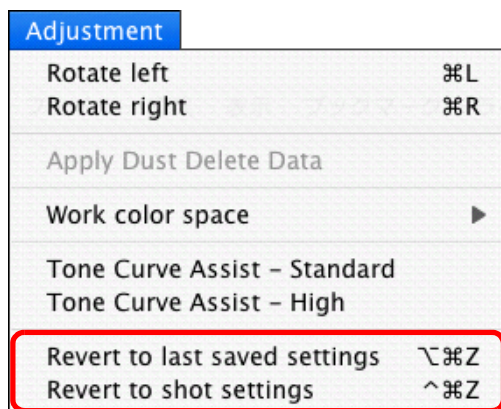 Adjustment
Rotate left ⌘L
Rotate right ⌘R
Apply Dust Delete Data
Work color space ▶
Tone Curve Assist – Standard
Tone Curve Assist – High
Revert to last saved settings ⌥⌘Z
Revert to shot settings ^⌘Z